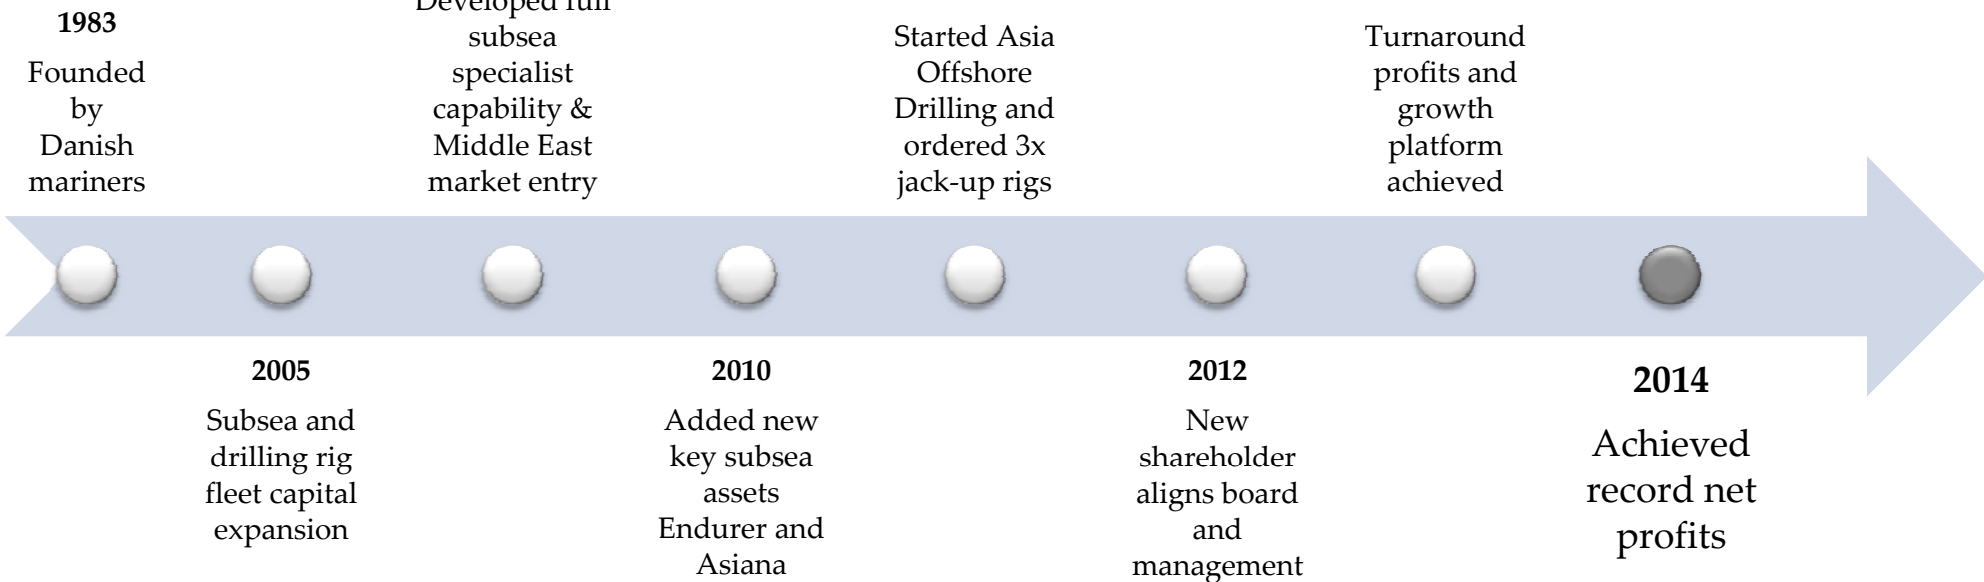 1983
Founded
by
Danish
mariners
2005
Subsea and
drilling rig
fleet capital
expansion
Developed full
subsea
specialist
capability &
Middle East
market entry
2010
Added new
key subsea
assets
Endurer and
Asiana
Started Asia
Offshore
Drilling and
ordered 3x
jack-up rigs
2012
New
shareholder
aligns board
and
management
Turnaround
profits and
growth
platform
achieved
2014
Achieved
record net
profits